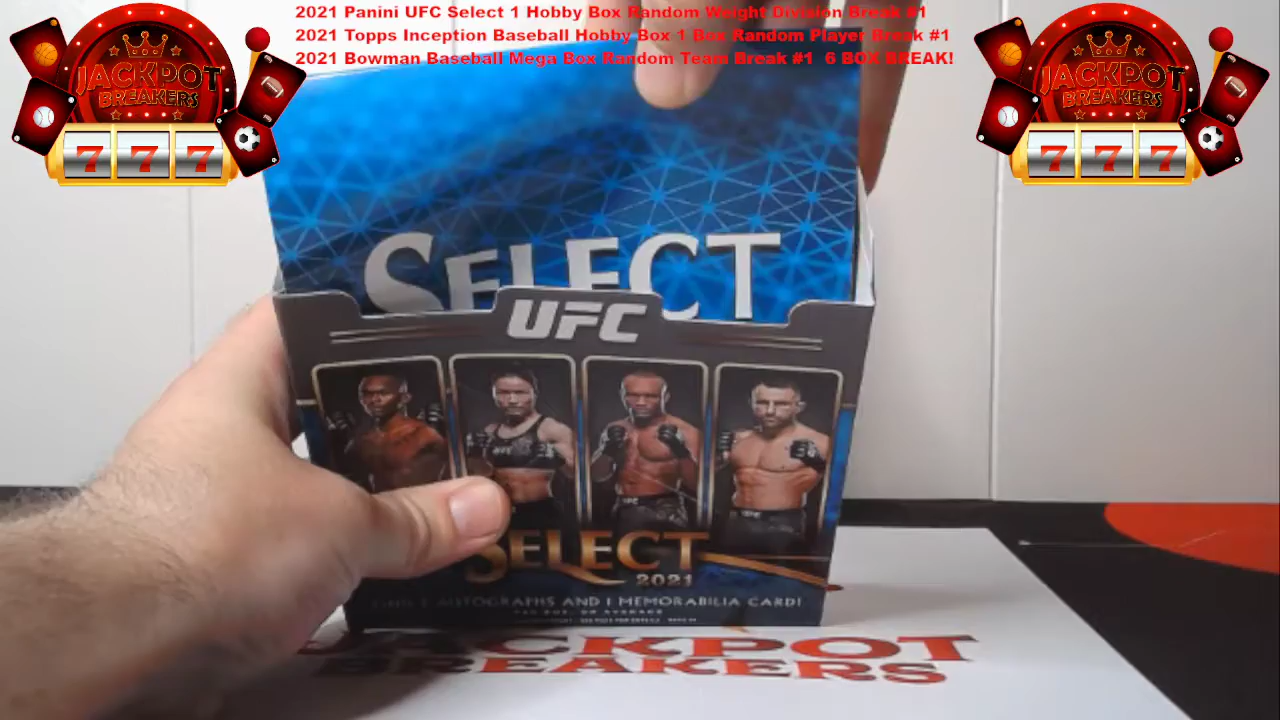 2021 Panini UFC Select 1 Hobby Box Random Weight Division Break #1
2021 Topps Inception Baseball Hobby Box 1 Box Random Player Break #1
2021 Bowman Baseball Mega Box Random Team Break #1 6 BOX BREAK!
JACKPOT
BREAKERS
777
JACKPOT
BREAKERS
777
SELECT
UFC
SELECT
2021
AUTOGRAPHS AND 1 MEMORABILIA CARD!
JACKPOT
BREAKERS